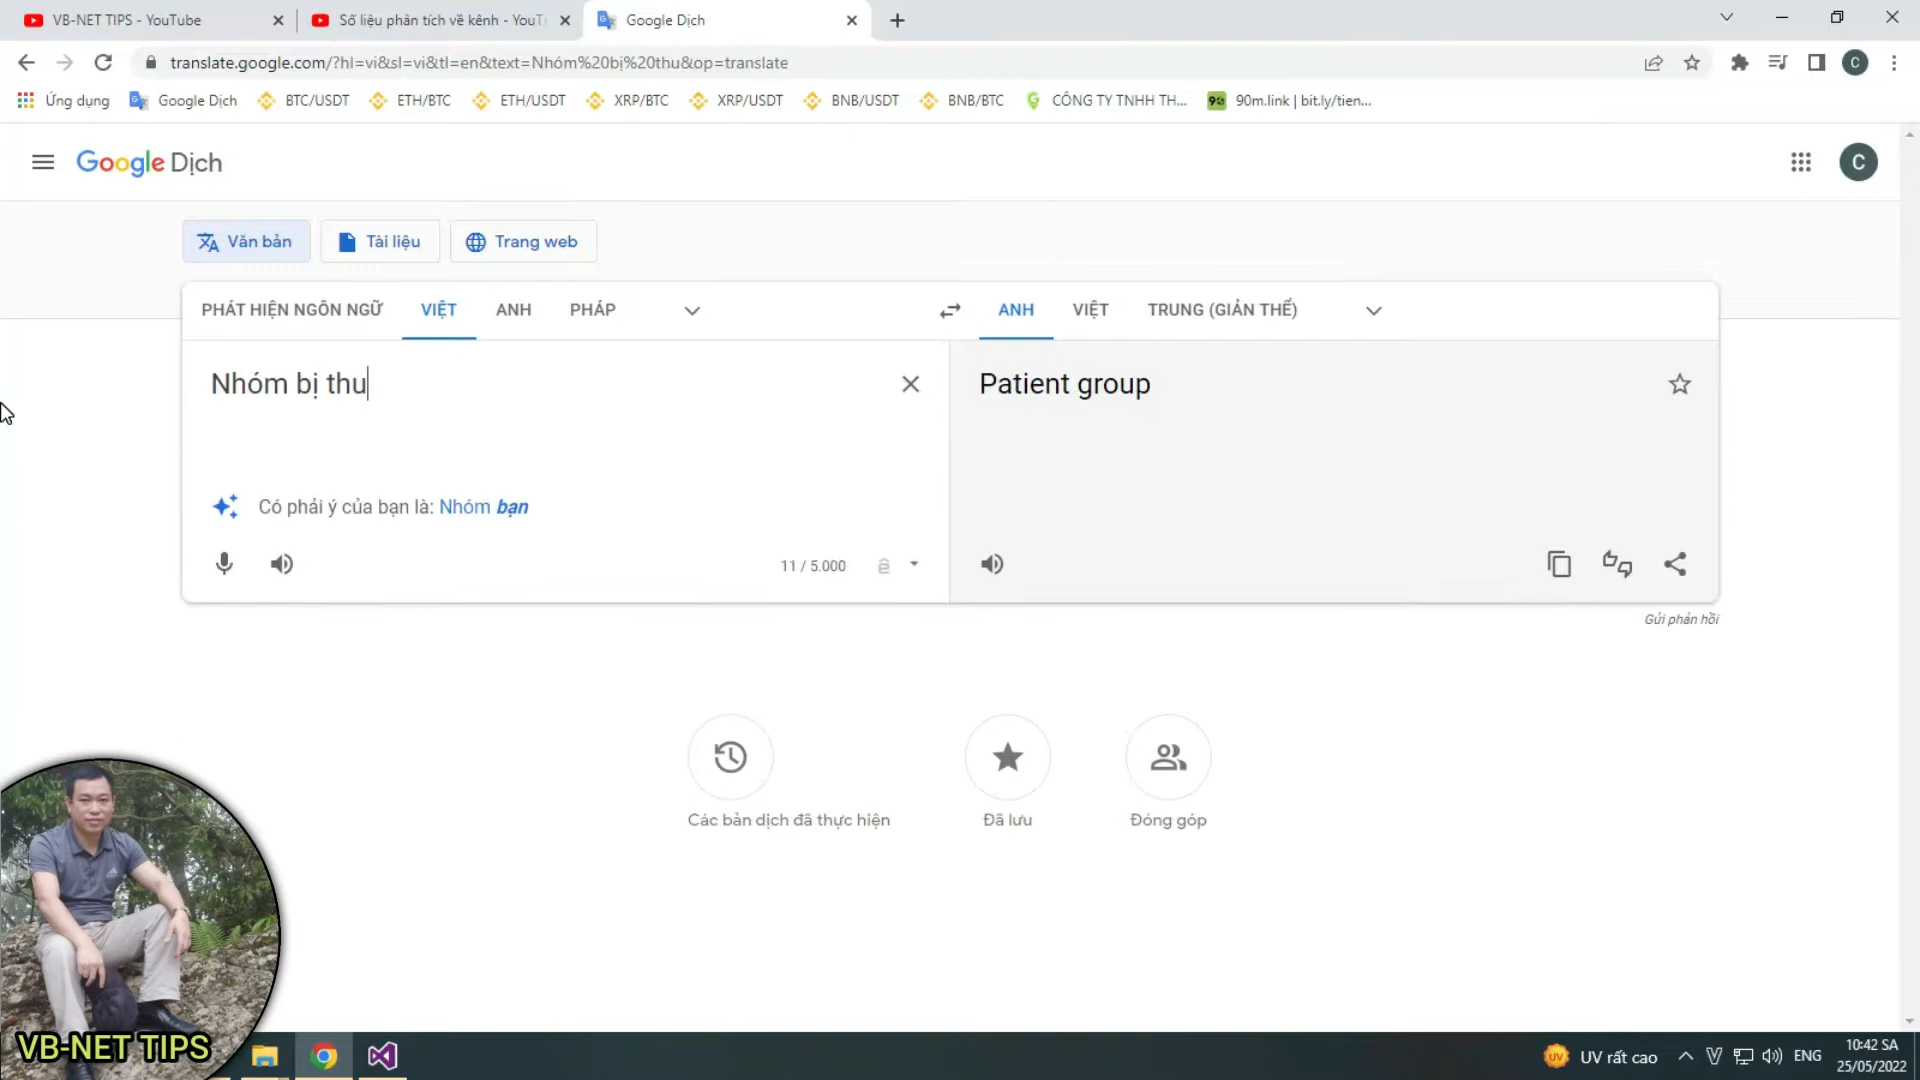 VB-NET TIPS - YouTube
Số liệu phân tích về kênh - YouT
Google Dịch
translate.google.com/?hl=vi&sl=vi&tl=en&text=Nhóm%20bị%20thu&op=translate
C
Ứng dụng
Google Dịch
BTC/USDT
ETH/BTC
ETH/USDT
XRP/BTC
XRP/USDT
BNB/USDT
BNB/BTC
CÔNG TY TNHH TH...
90m.link | bit.ly/tien...
Google Dịch
C
Văn bản
Tài liệu
Trang web
PHÁT HIỆN NGÔN NGỮ
VIỆT
ANH
PHÁP
ANH
VIỆT
TRUNG (GIẢN THỂ)
Nhóm bị thu
Patient group
Có phải ý của bạn là: Nhóm bạn
11 / 5.000
Gửi phản hồi
Các bản dịch đã thực hiện
Đã lưu
Đóng góp
VB-NET TIPS
UV
UV rất cao
ENG
10:42 SA
25/05/2022